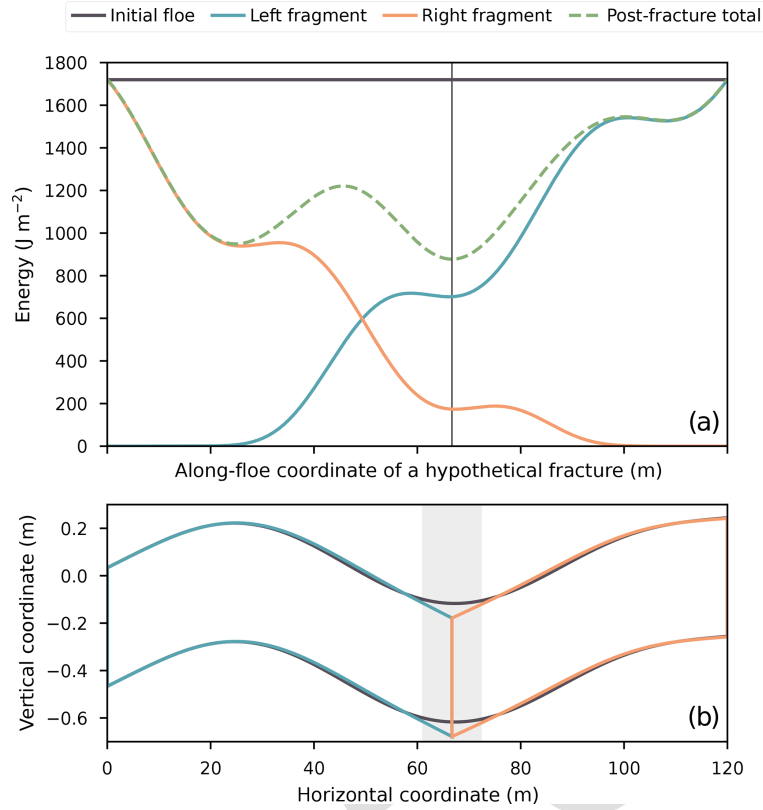 Initial floe Left fragment Right fragment Post-fracture total
1800
1600
1400
1200
1000
800
600
400
200
0
Energy (J m⁻²)
(a)
Along-floe coordinate of a hypothetical fracture (m)
0.2
0.0
−0.2
−0.4
−0.6
Vertical coordinate (m)
(b)
0 20 40 60 80 100 120
Horizontal coordinate (m)